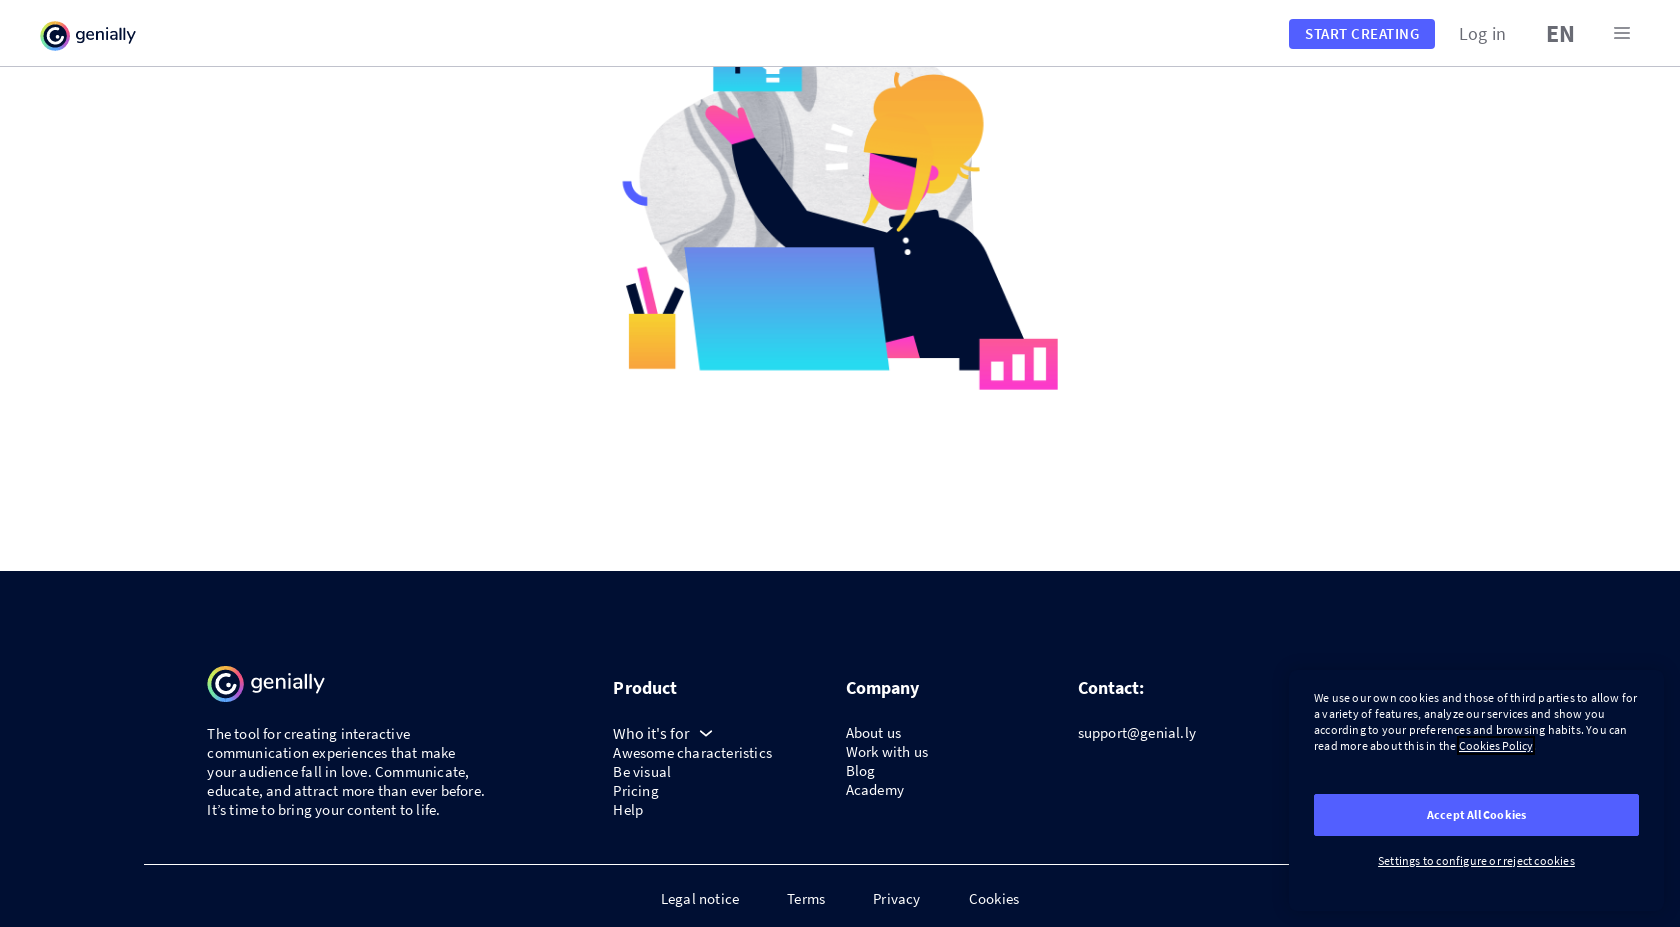 genially
START CREATING
Log in
EN
genially
The tool for creating interactive
communication experiences that make
your audience fall in love. Communicate,
educate, and attract more than ever before.
It’s time to bring your content to life.
Product
Who it's for
Awesome characteristics
Be visual
Pricing
Help
Company
About us
Work with us
Blog
Academy
Contact:
support@genial.ly
We use our own cookies and those of third parties to allow for
a variety of features, analyze our services and show you
according to your preferences and browsing habits. You can
read more about this in the Cookies Policy
Accept All Cookies
Settings to configure or reject cookies
Legal notice
Terms
Privacy
Cookies